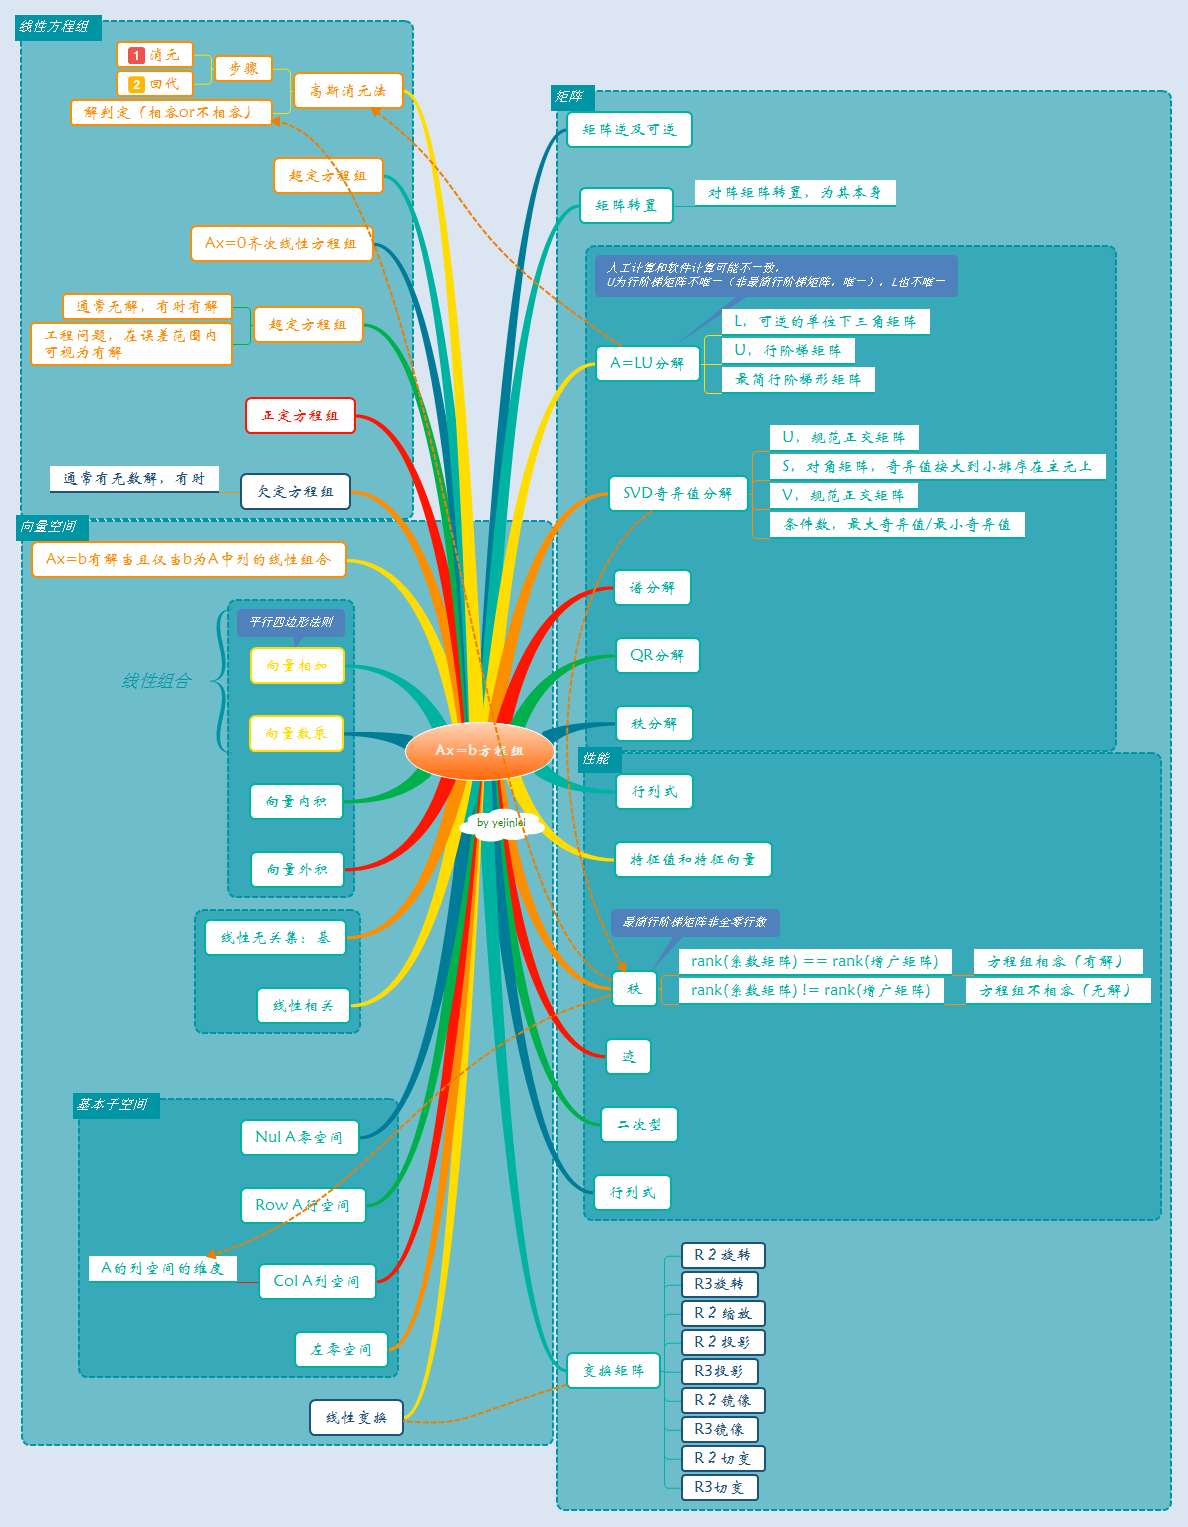 线性方程组
1 消元
2 回代
步骤
高斯消元法
解判定（相容or不相容）
超定方程组
Ax=0齐次线性方程组
通常无解，有时有解
工程问题，在误差范围内
可视为有解
超定方程组
正定方程组
通常有无数解，有时
欠定方程组
向量空间
Ax=b有解当且仅当b为A中列的线性组合
平行四边形法则
线性组合
向量相加
向量数乘
向量内积
向量外积
线性无关集：基
线性相关
基本子空间
Nul A零空间
Row A行空间
A的列空间的维度
Col A列空间
左零空间
线性变换
Ax=b方程组
by yejinlei
矩阵
矩阵逆及可逆
矩阵转置
对阵矩阵转置，为其本身
人工计算和软件计算可能不一致，
U为行阶梯矩阵不唯一（非最简行阶梯矩阵，唯一），L也不唯一
A=LU分解
L，可逆的单位下三角矩阵
U，行阶梯矩阵
最简行阶梯形矩阵
SVD奇异值分解
U，规范正交矩阵
S，对角矩阵，奇异值按大到小排序在主元上
V，规范正交矩阵
条件数，最大奇异值/最小奇异值
谱分解
QR分解
秩分解
性能
行列式
特征值和特征向量
最简行阶梯矩阵非全零行数
秩
rank(系数矩阵) == rank(增广矩阵)
方程组相容（有解）
rank(系数矩阵) != rank(增广矩阵)
方程组不相容（无解）
迹
二次型
行列式
变换矩阵
R 2 旋转
R3旋转
R 2 缩放
R 2 投影
R3投影
R 2 镜像
R3镜像
R 2 切变
R3切变